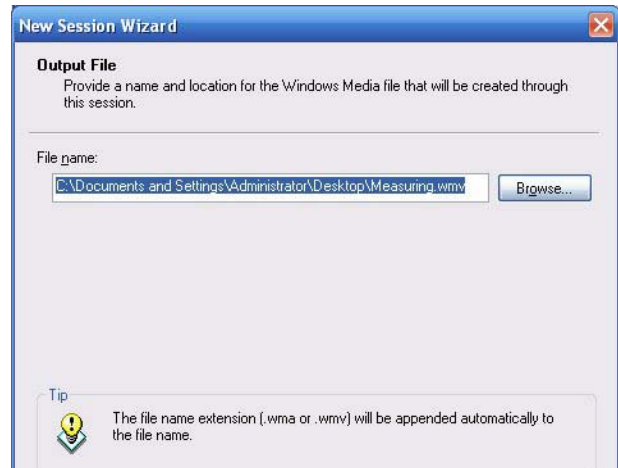 New Session Wizard
Output File
Provide a name and location for the Windows Media file that will be created through
this session.
File name:
C:\Documents and Settings\Administrator\Desktop\Measuring.wmv
Browse...
Tip
The file name extension (.wma or .wmv) will be appended automatically to
the file name.